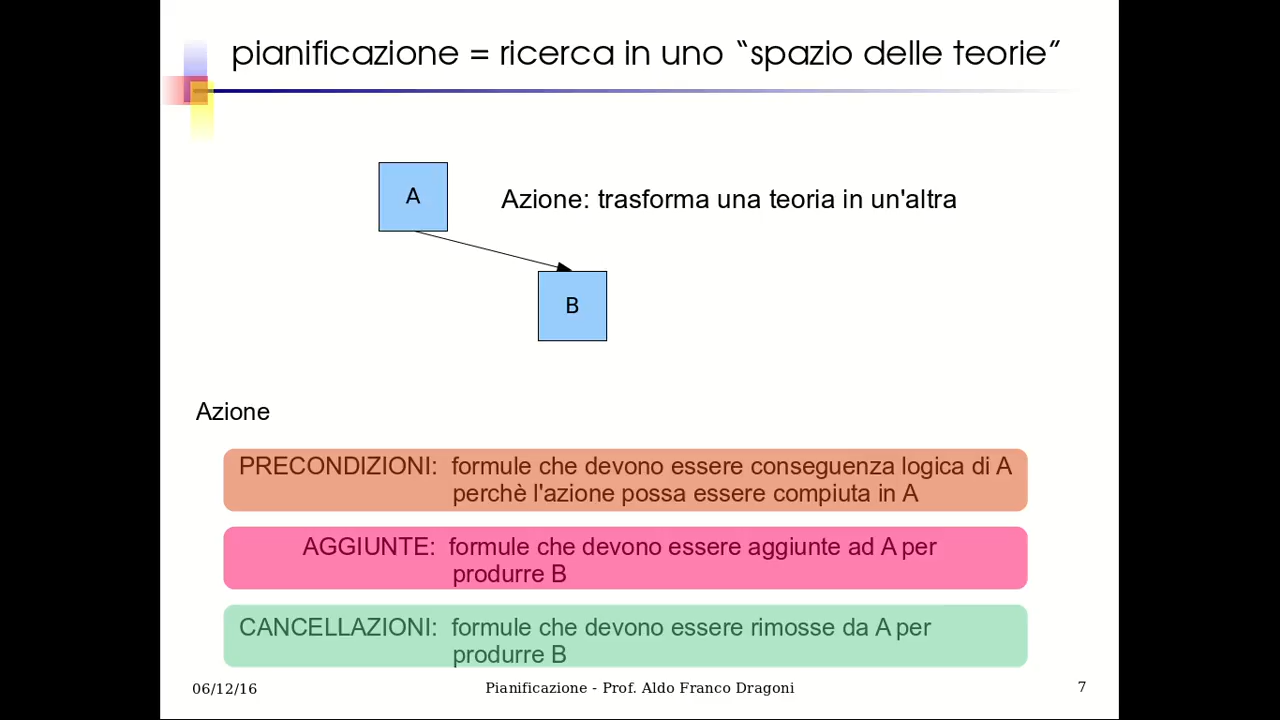 pianificazione = ricerca in uno “spazio delle teorie”
A
Azione: trasforma una teoria in un'altra
B
Azione
PRECONDIZIONI: formule che devono essere conseguenza logica di A
perchè l'azione possa essere compiuta in A
AGGIUNTE: formule che devono essere aggiunte ad A per
produrre B
CANCELLAZIONI: formule che devono essere rimosse da A per
produrre B
06/12/16
Pianificazione - Prof. Aldo Franco Dragoni
7